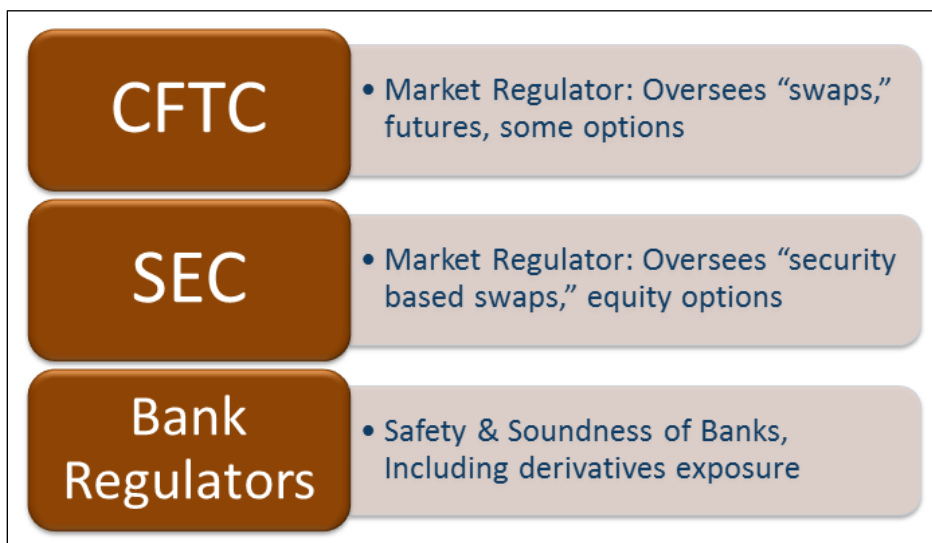 CFTC
• Market Regulator: Oversees “swaps,”
futures, some options
SEC
• Market Regulator: Oversees “security
based swaps,” equity options
Bank
Regulators
• Safety & Soundness of Banks,
Including derivatives exposure